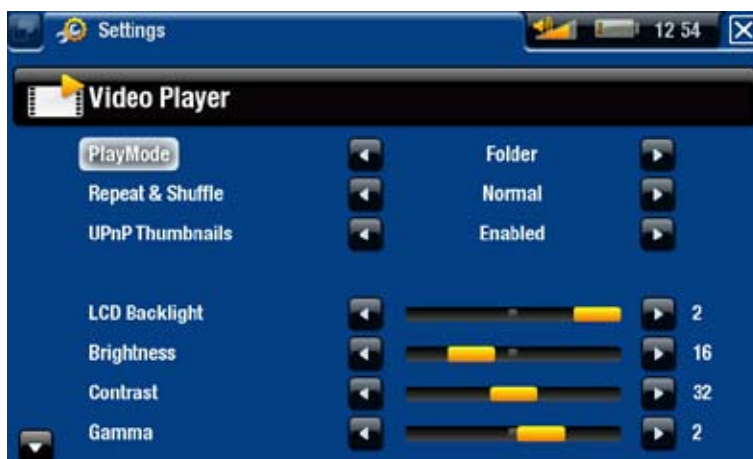 Settings
12 54
Video Player
PlayMode Folder
Repeat & Shuffle Normal
UPnP Thumbnails Enabled
LCD Backlight 2
Brightness 16
Contrast 32
Gamma 2